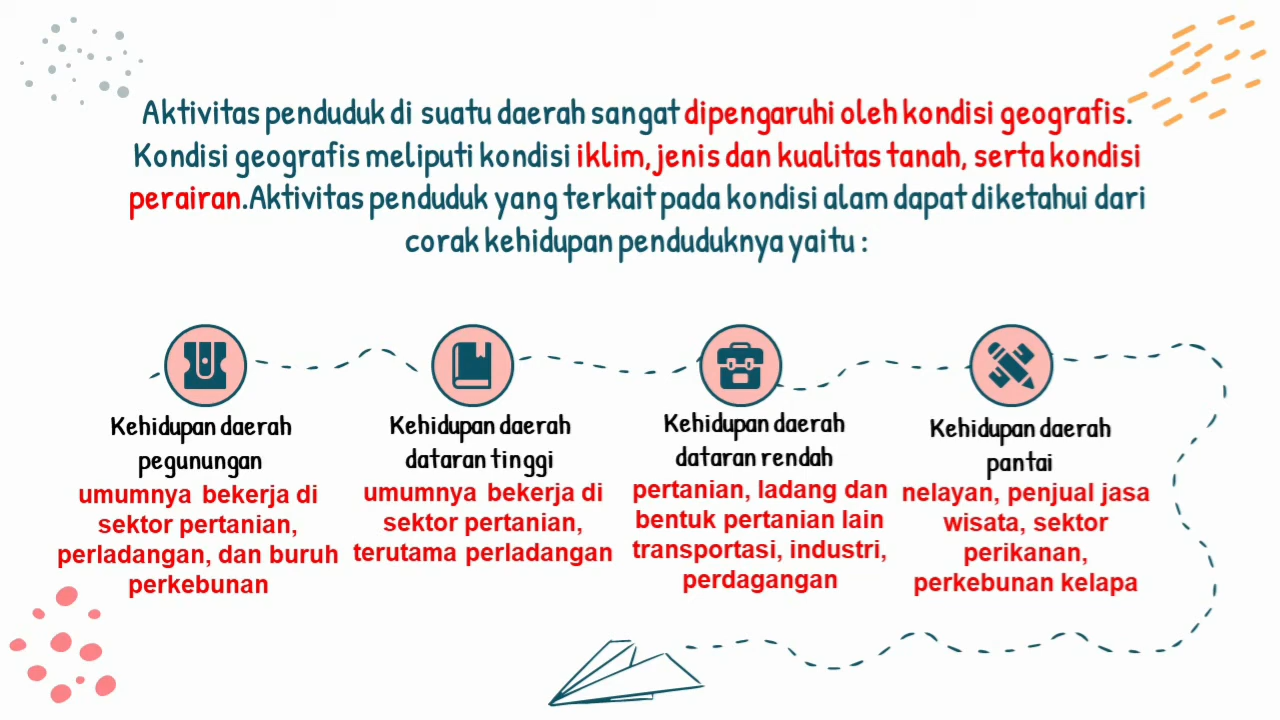 Aktivitas penduduk di suatu daerah sangat dipengaruhi oleh kondisi geografis.
Kondisi geografis meliputi kondisi iklim, jenis dan kualitas tanah, serta kondisi
perairan.Aktivitas penduduk yang terkait pada kondisi alam dapat diketahui dari
corak kehidupan penduduknya yaitu :
Kehidupan daerah
pegunungan
umumnya bekerja di
sektor pertanian,
perladangan, dan buruh
perkebunan
Kehidupan daerah
dataran tinggi
umumnya bekerja di
sektor pertanian,
terutama perladangan
Kehidupan daerah
dataran rendah
pertanian, ladang dan
bentuk pertanian lain
transportasi, industri,
perdagangan
Kehidupan daerah
pantai
nelayan, penjual jasa
wisata, sektor
perikanan,
perkebunan kelapa